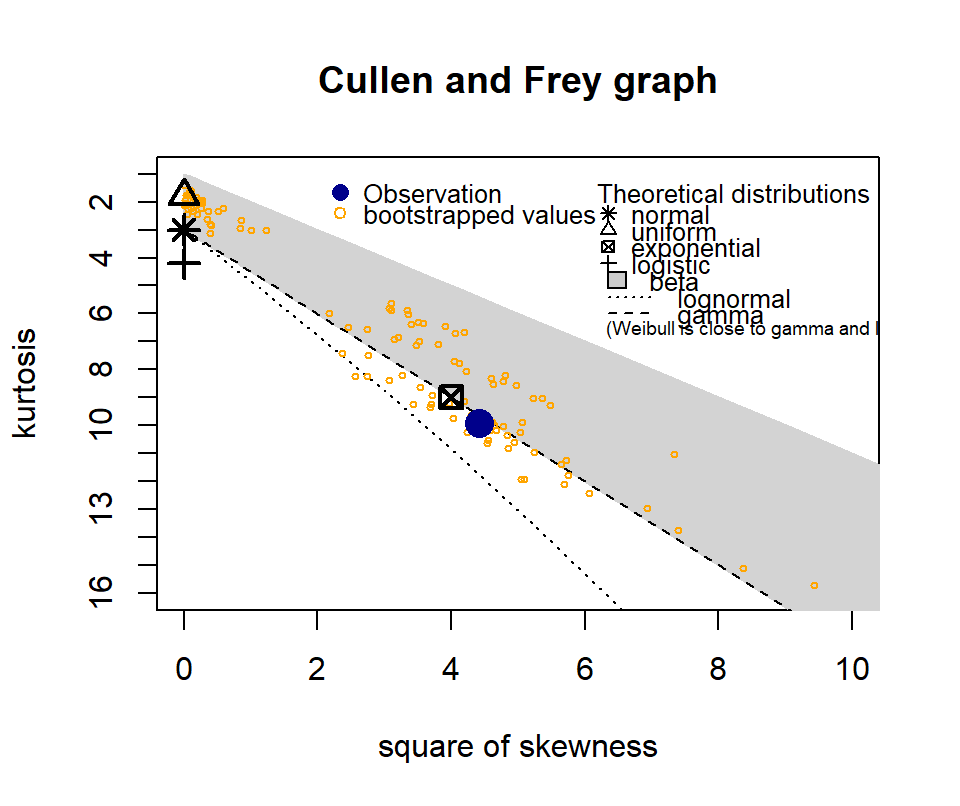 Cullen and Frey graph
Observation
bootstrapped values
Theoretical distributions
normal
uniform
exponential
logistic
beta
lognormal
gamma
(Weibull is close to gamma and l
kurtosis
2
4
6
8
10
13
16
0 2 4 6 8 10
square of skewness